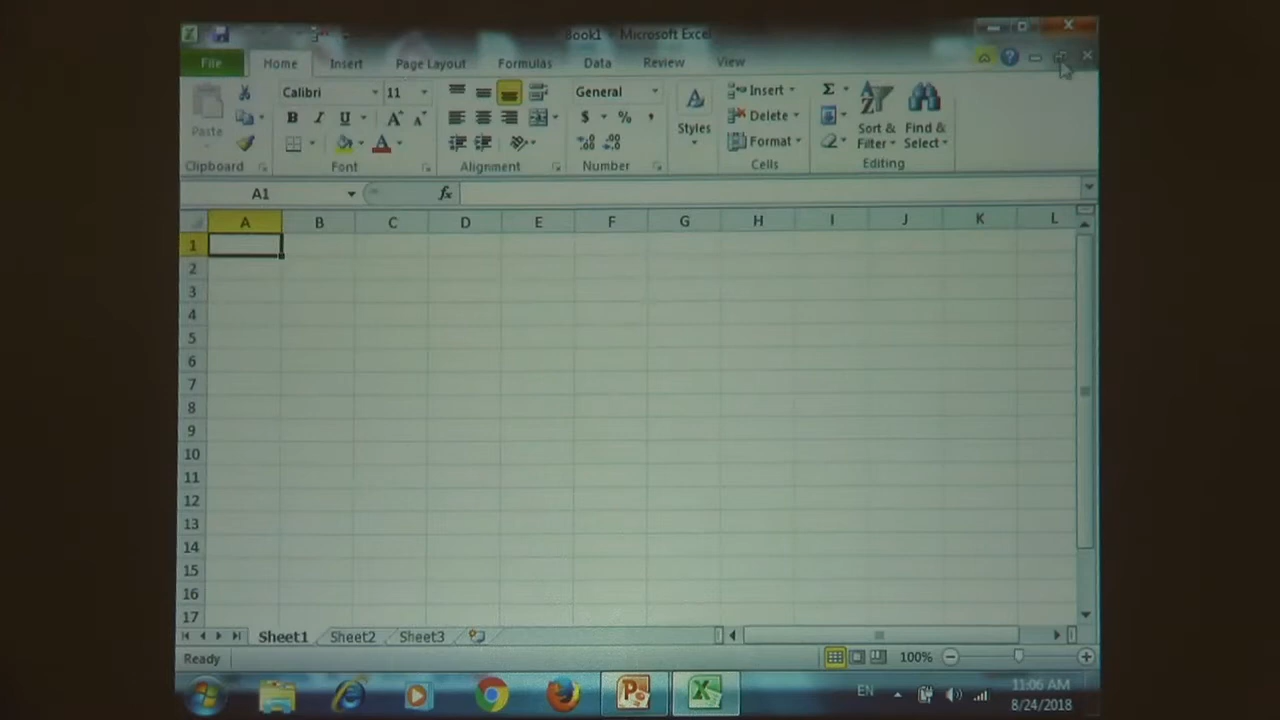 Book1 - Microsoft Excel
File Home Insert Page Layout Formulas Data Review View
Calibri 11 General Insert
Paste B I U A A $ % , Styles Delete Sort & Filter Find & Select
A Format
Clipboard Font Alignment Number Cells Editing
A1 fx
A B C D E F G H I J K L
1
2
3
4
5
6
7
8
9
10
11
12
13
14
15
16
17
Sheet1 Sheet2 Sheet3
Ready 100%
EN 11:06 AM
8/24/2018